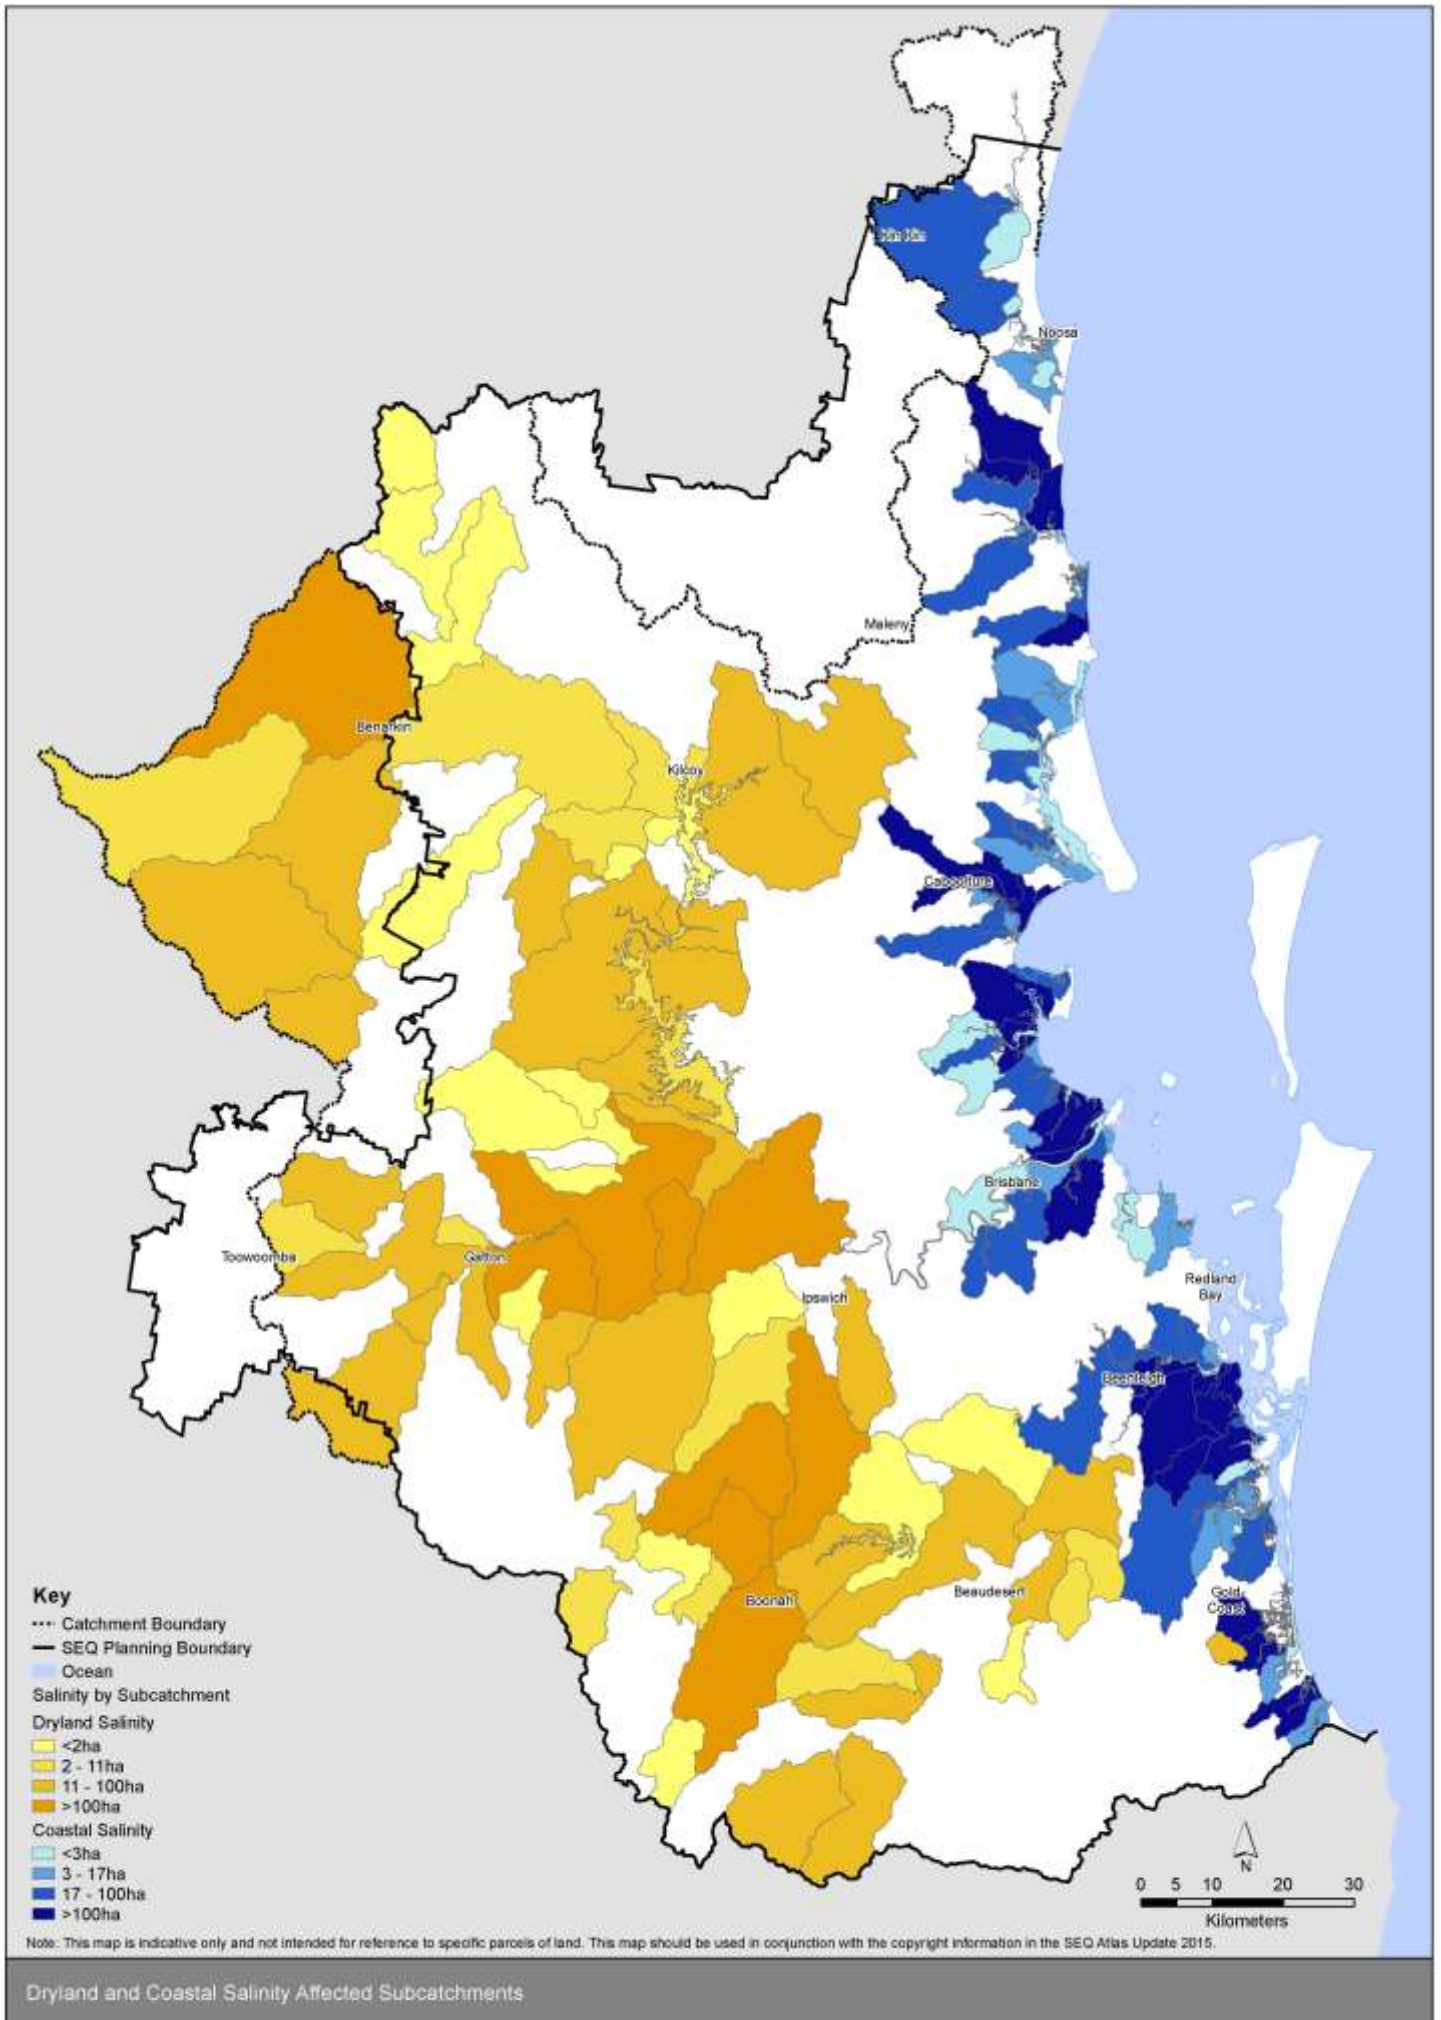 Kin Kin
Noosa
Maleny
Benarkin
Kilcoy
Caboolture
Brisbane
Toowoomba
Gatton
Redland
Bay
Ipswich
Beenleigh
Beaudesert
Gold
Coast
Boonah
Key
Catchment Boundary
SEQ Planning Boundary
Ocean
Salinity by Subcatchment
Dryland Salinity
<2ha
2 - 11ha
11 - 100ha
>100ha
Coastal Salinity
<3ha
3 - 17ha
17 - 100ha
>100ha
N
0 5 10 20 30
Kilometers
Note: This map is indicative only and not intended for reference to specific parcels of land. This map should be used in conjunction with the copyright information in the SEQ Atlas Update 2015.
Dryland and Coastal Salinity Affected Subcatchments